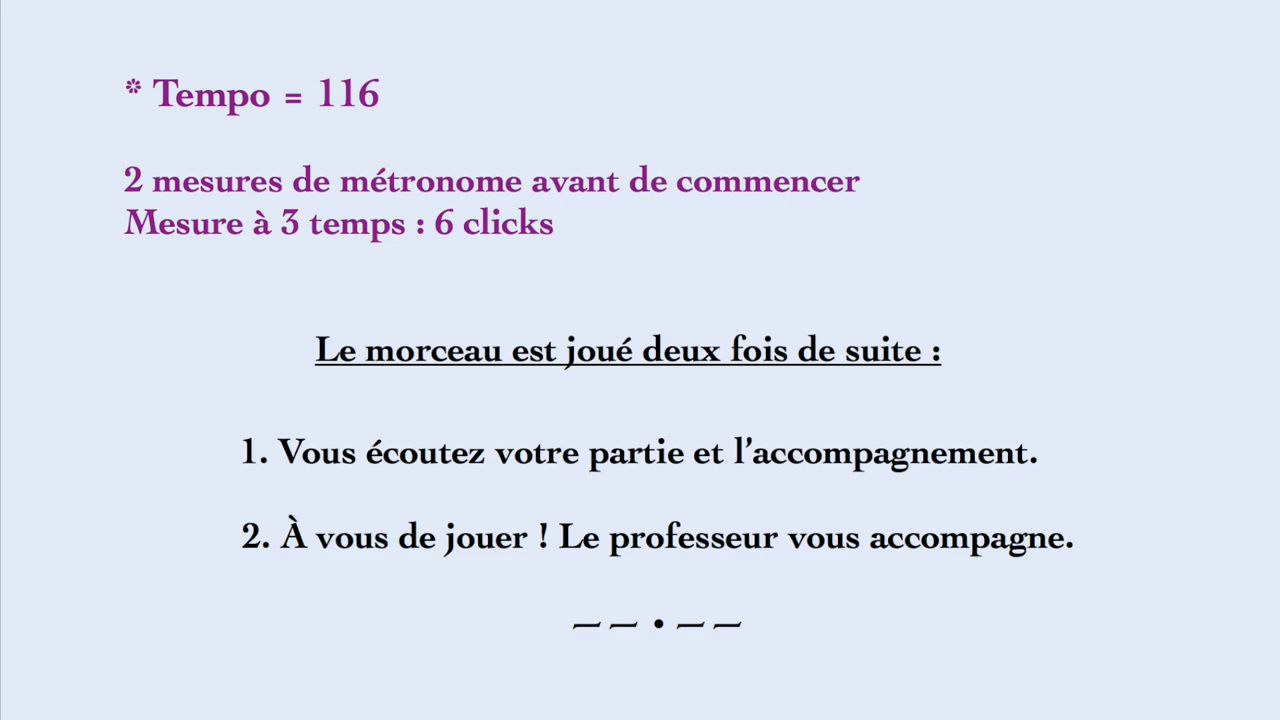 * Tempo = 116
2 mesures de métronome avant de commencer
Mesure à 3 temps : 6 clicks
Le morceau est joué deux fois de suite :
1. Vous écoutez votre partie et l’accompagnement.
2. À vous de jouer ! Le professeur vous accompagne.
— — • — —